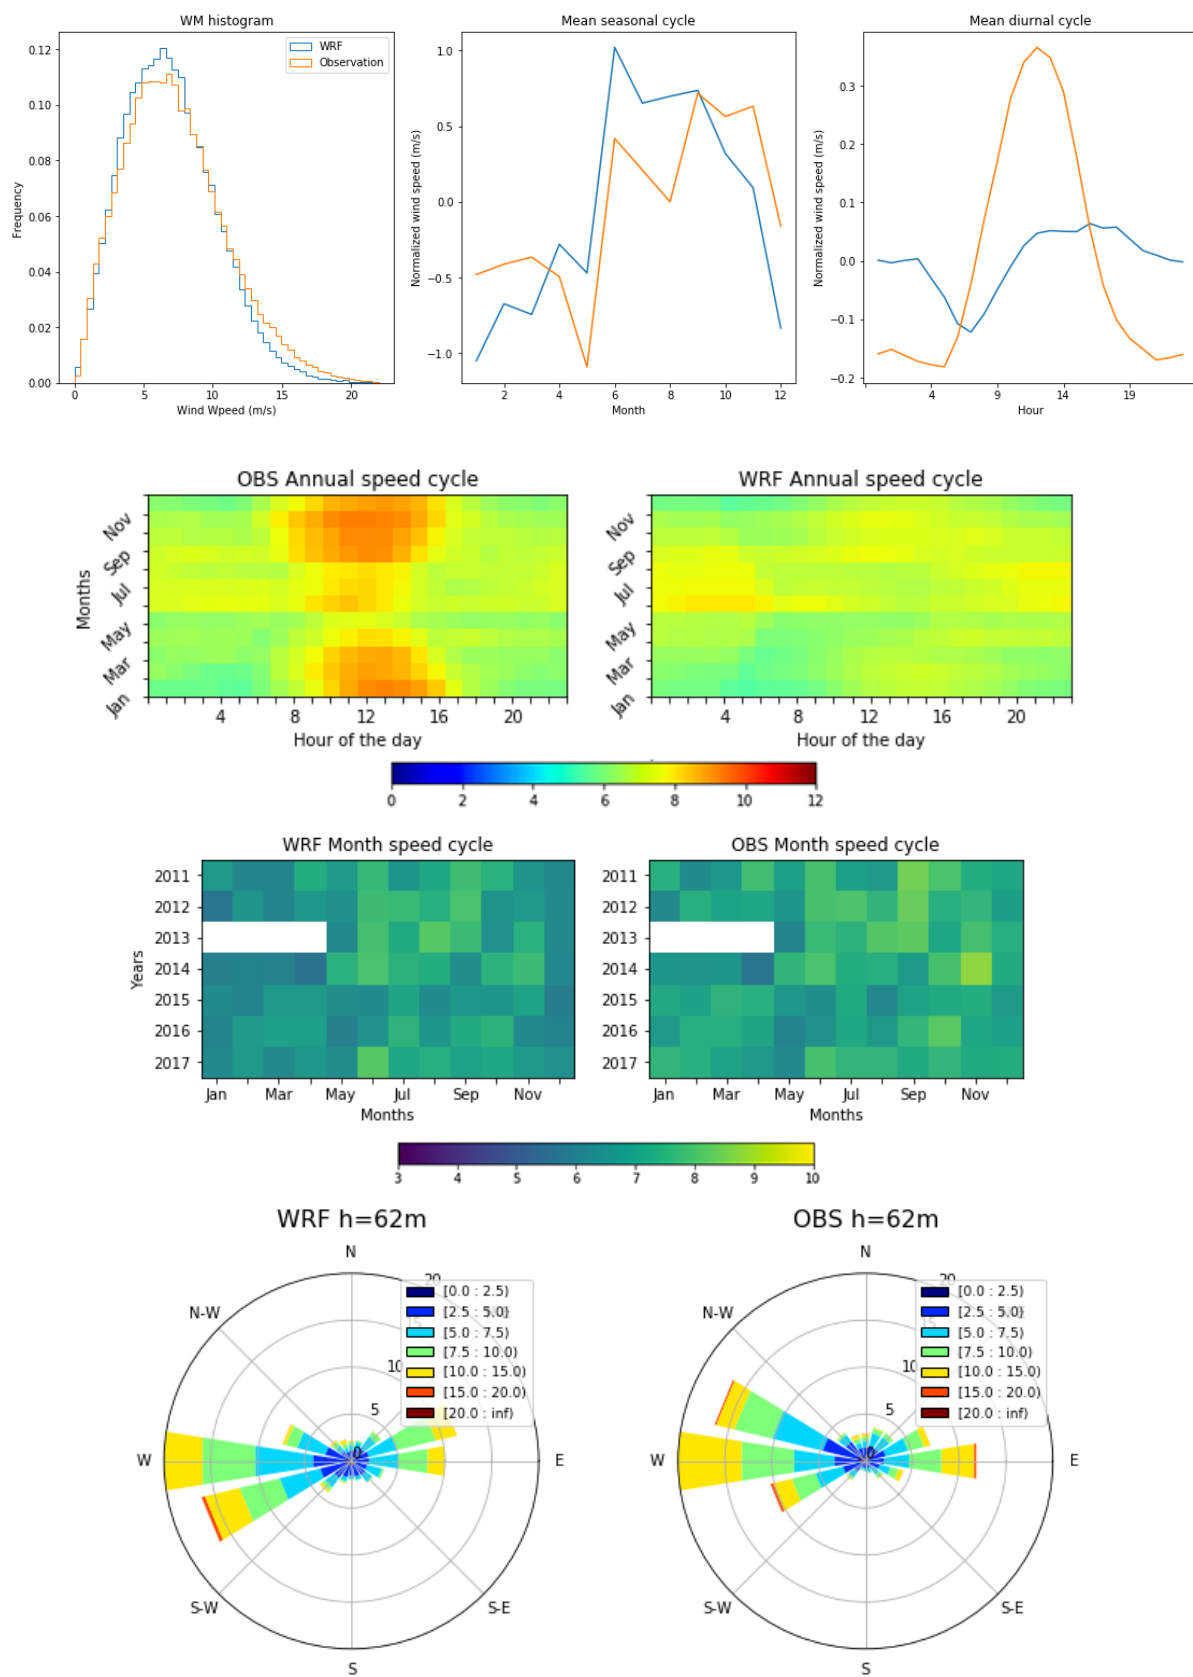 WM histogram
0.12
0.10
0.08
0.06
0.04
0.02
0.00
Frequency
0 5 10 15 20
Wind Wpeed (m/s)
WRF
Observation
Mean seasonal cycle
1.0
0.5
0.0
−0.5
−1.0
Normalized wind speed (m/s)
2 4 6 8 10 12
Month
Mean diurnal cycle
0.3
0.2
0.1
0.0
−0.1
−0.2
Normalized wind speed (m/s)
4 9 14 19
Hour
OBS Annual speed cycle
Nov
Sep
Jul
May
Mar
Jan
Months
4 8 12 16 20
Hour of the day
WRF Annual speed cycle
Nov
Sep
Jul
May
Mar
Jan
4 8 12 16 20
Hour of the day
0 2 4 6 8 10 12
WRF Month speed cycle
2011
2012
2013
2014
2015
2016
2017
Years
Jan Mar May Jul Sep Nov
Months
OBS Month speed cycle
2011
2012
2013
2014
2015
2016
2017
Jan Mar May Jul Sep Nov
Months
3 4 5 6 7 8 9 10
WRF h=62m
N
N-W
W
S-W
S
S-E
E
0
5
10
15
20
[0.0 : 2.5)
[2.5 : 5.0)
[5.0 : 7.5)
[7.5 : 10.0)
[10.0 : 15.0)
[15.0 : 20.0)
[20.0 : inf)
OBS h=62m
N
N-W
W
S-W
S
S-E
E
0
5
10
15
20
[0.0 : 2.5)
[2.5 : 5.0)
[5.0 : 7.5)
[7.5 : 10.0)
[10.0 : 15.0)
[15.0 : 20.0)
[20.0 : inf)